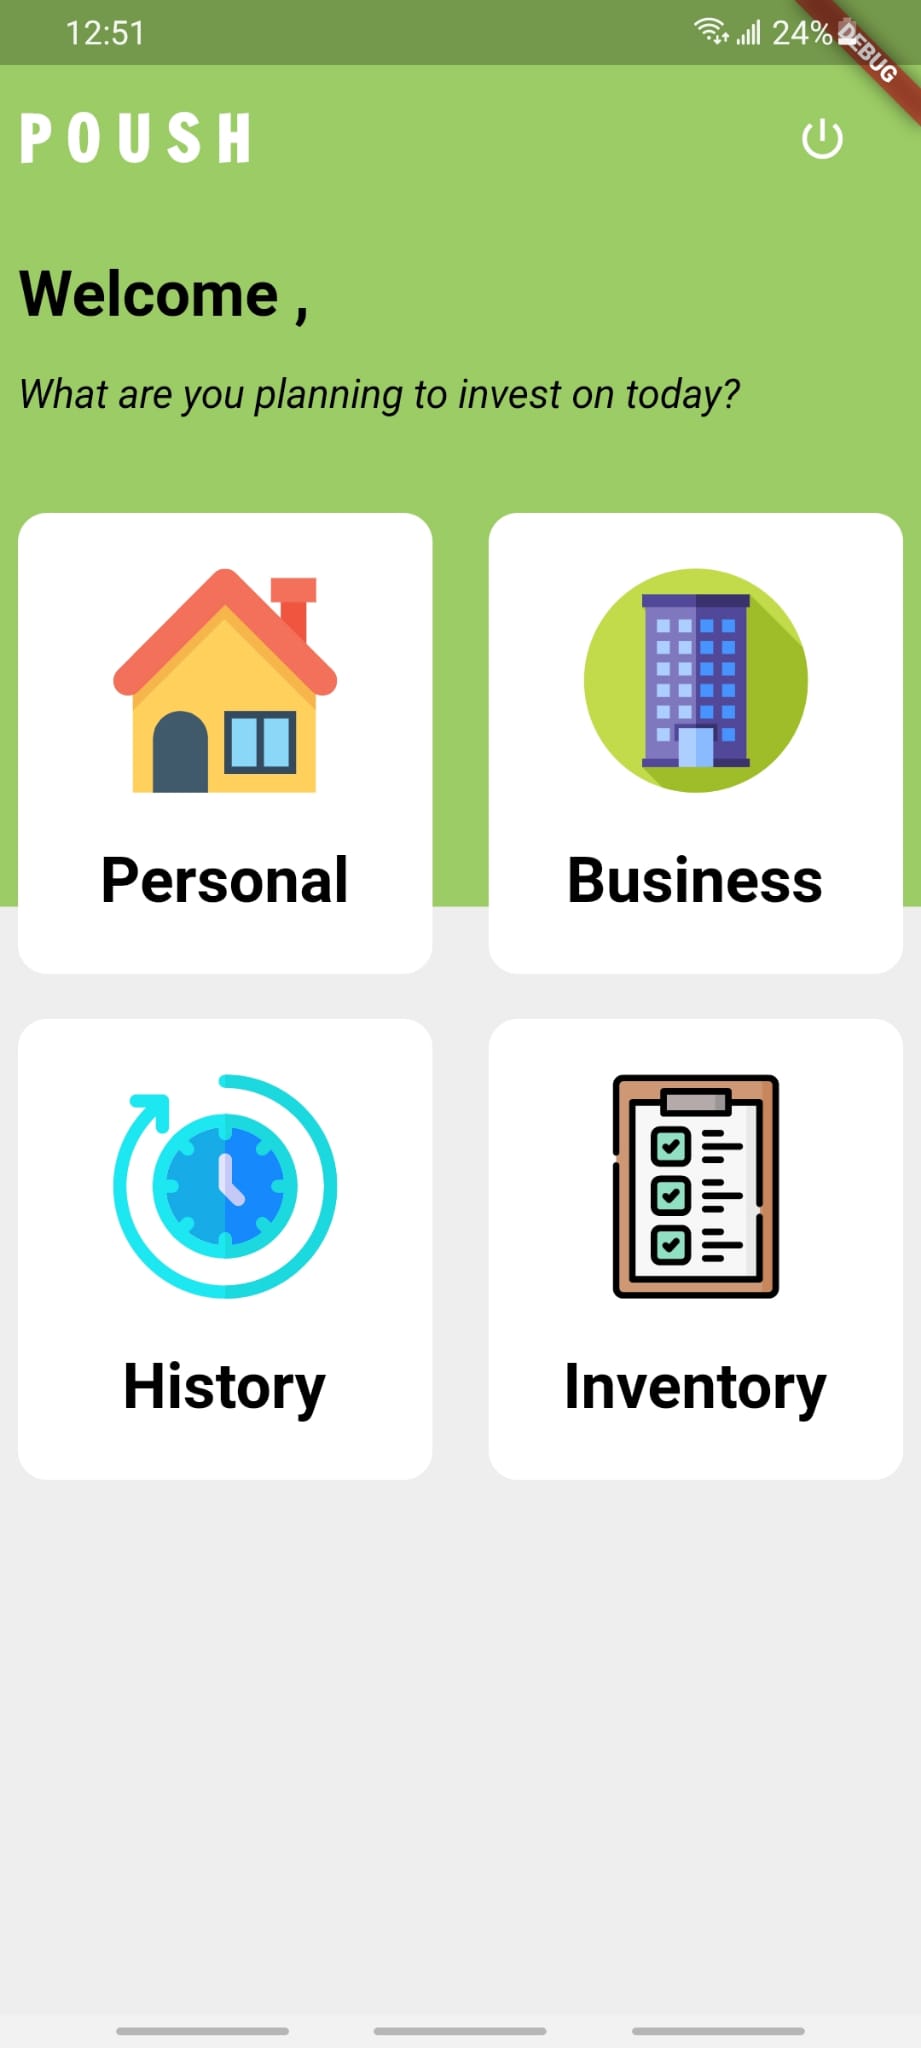 12:51
24%
DEBUG
POUSH
Welcome ,
What are you planning to invest on today?
Personal
Business
History
Inventory